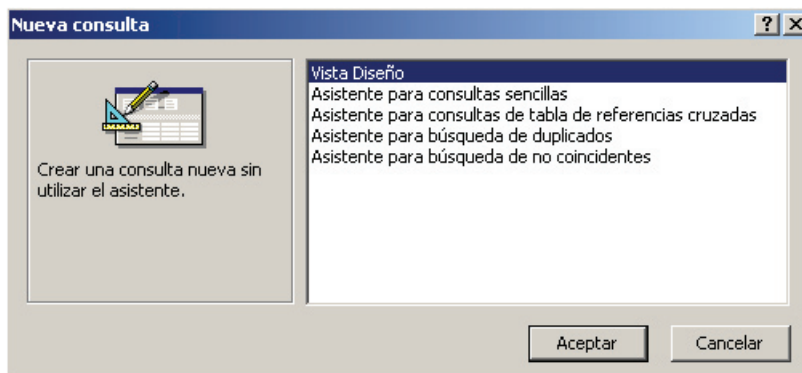 Nueva consulta
Crear una consulta nueva sin
utilizar el asistente.
Vista Diseño
Asistente para consultas sencillas
Asistente para consultas de tabla de referencias cruzadas
Asistente para búsqueda de duplicados
Asistente para búsqueda de no coincidentes
Aceptar
Cancelar